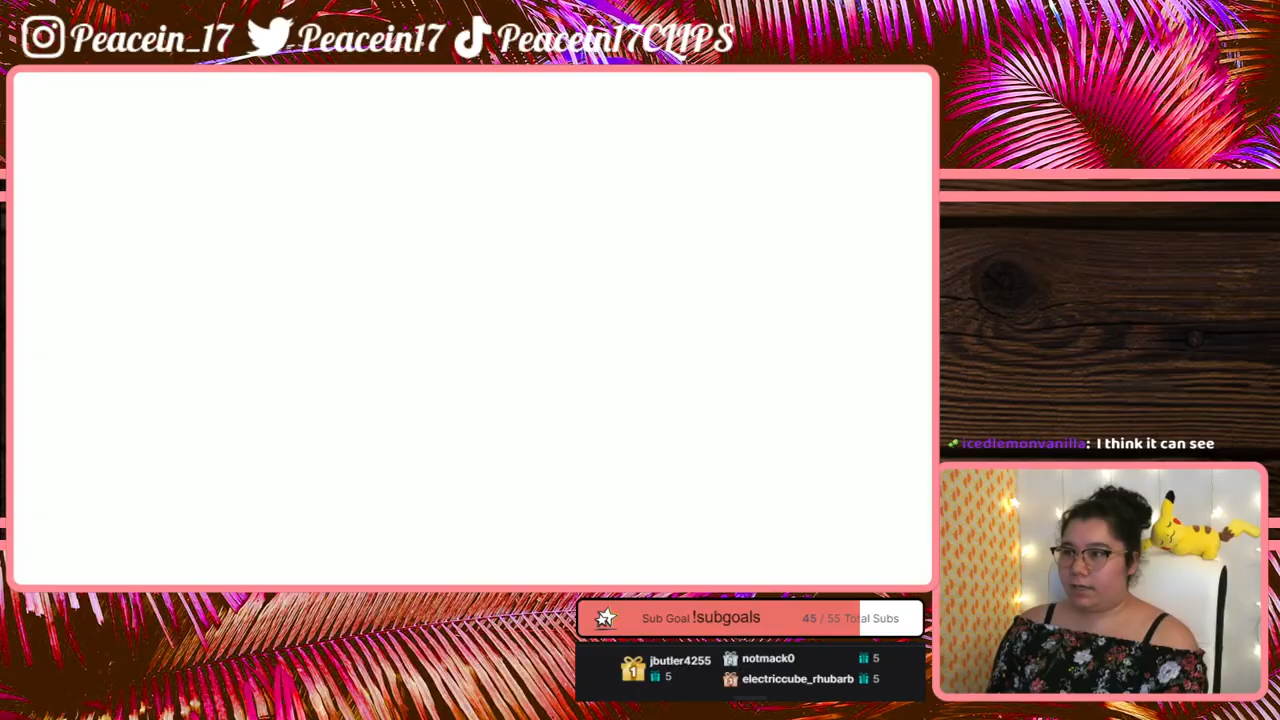 Peacein_17 Peacein17 Peacein17ClIPS
icedlemonvanilla: I think it can see
Sub Goal !subgoals 45 / 55 Total Subs
1 jbutler4255 5
notmack0 5
electriccube_rhubarb 5